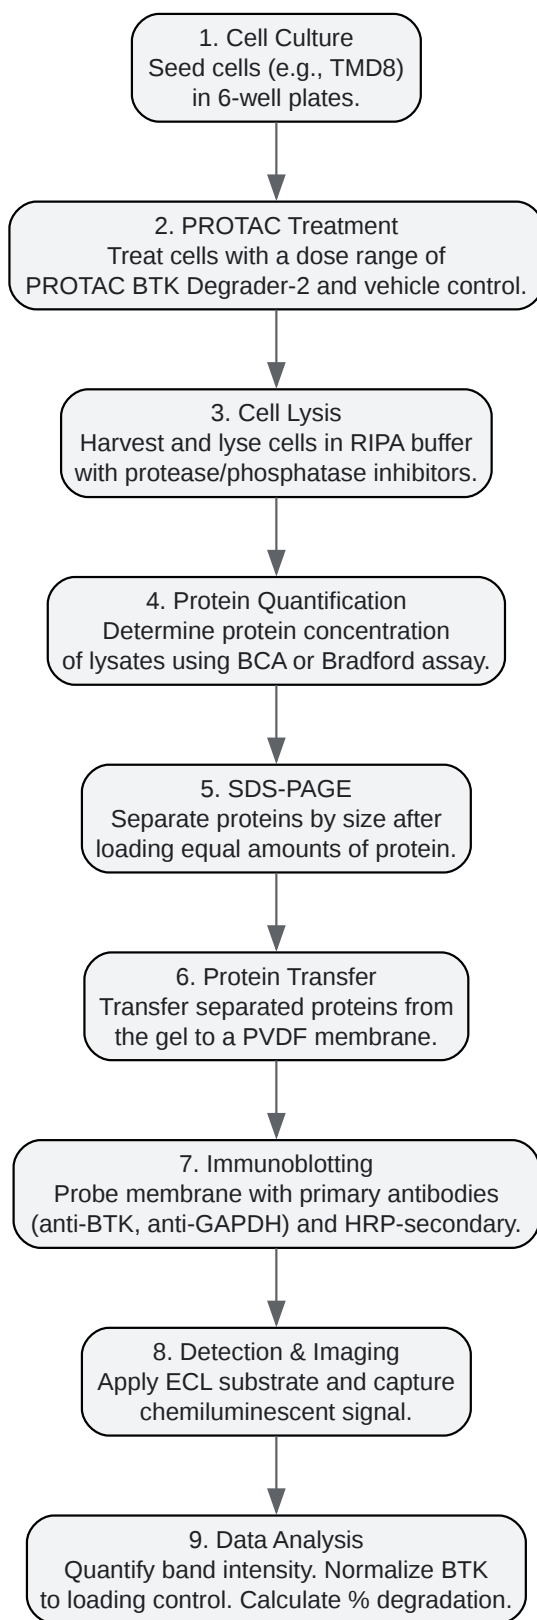 1. Cell Culture
Seed cells (e.g., TMD8)
in 6-well plates.
2. PROTAC Treatment
Treat cells with a dose range of
PROTAC BTK Degrader-2 and vehicle control.
3. Cell Lysis
Harvest and lyse cells in RIPA buffer
with protease/phosphatase inhibitors.
4. Protein Quantification
Determine protein concentration
of lysates using BCA or Bradford assay.
5. SDS-PAGE
Separate proteins by size after
loading equal amounts of protein.
6. Protein Transfer
Transfer separated proteins from
the gel to a PVDF membrane.
7. Immunoblotting
Probe membrane with primary antibodies
(anti-BTK, anti-GAPDH) and HRP-secondary.
8. Detection & Imaging
Apply ECL substrate and capture
chemiluminescent signal.
9. Data Analysis
Quantify band intensity. Normalize BTK
to loading control. Calculate % degradation.